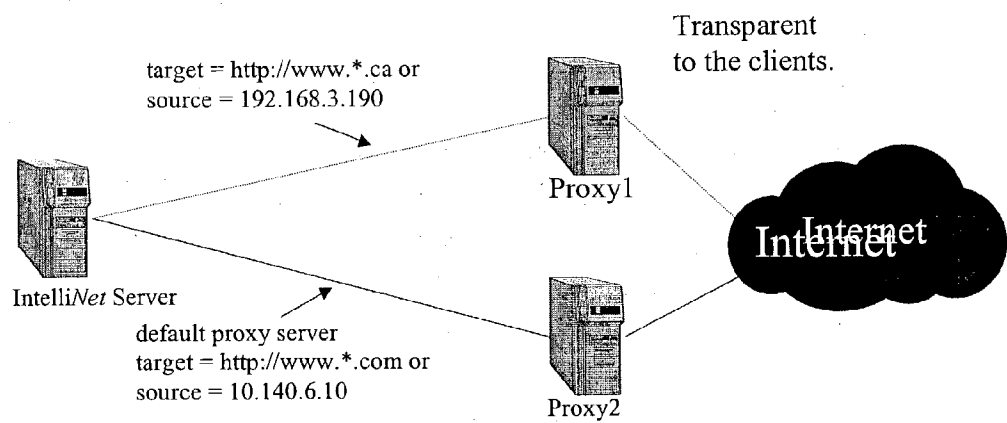 Transparent
to the clients.
target = http://www.*.ca or
source = 192.168.3.190
Proxy1
Internet
Internet
IntelliNet Server
default proxy server
target = http://www.*.com or
source = 10.140.6.10
Proxy2